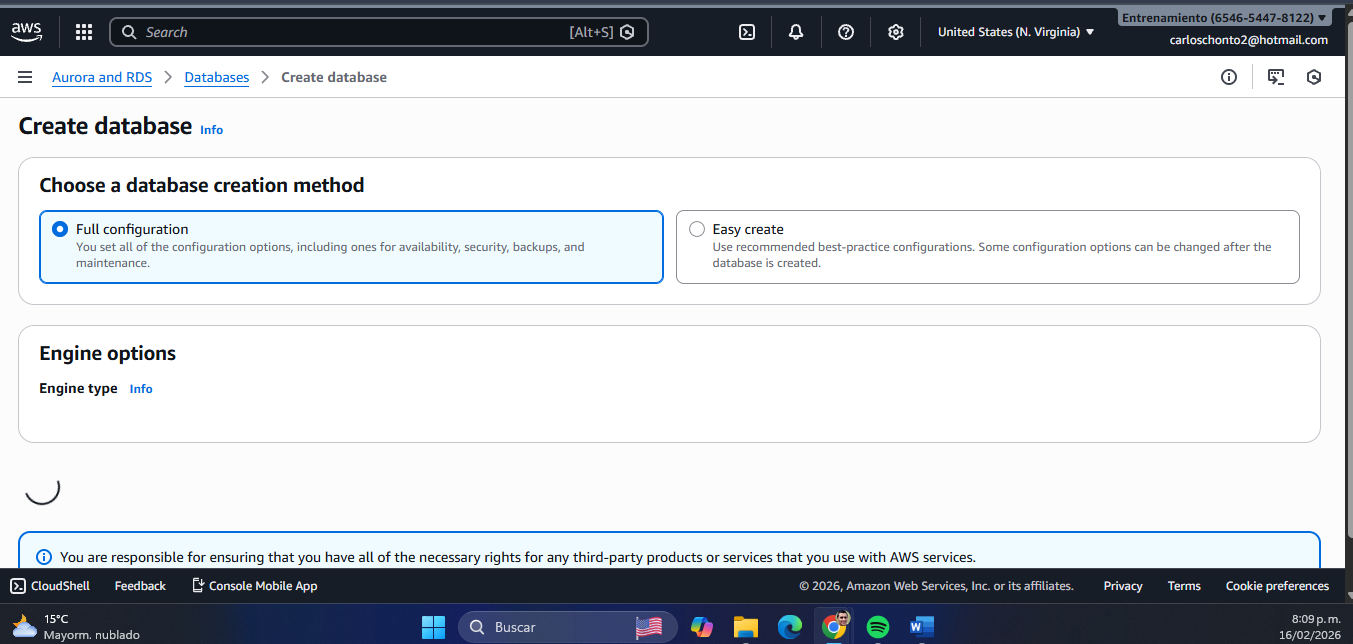 aws
Search
[Alt+S]
United States (N. Virginia)
Entrenamiento (6546-5447-8122)
carloschonto2@hotmail.com
Aurora and RDS
Databases
Create database
Create database Info
Choose a database creation method
Full configuration
You set all of the configuration options, including ones for availability, security, backups, and
maintenance.
Easy create
Use recommended best-practice configurations. Some configuration options can be changed after the
database is created.
Engine options
Engine type Info
You are responsible for ensuring that you have all of the necessary rights for any third-party products or services that you use with AWS services.
CloudShell
Feedback
Console Mobile App
© 2026, Amazon Web Services, Inc. or its affiliates.
Privacy
Terms
Cookie preferences
15°C
Mayorm. nublado
Buscar
8:09 p.m.
16/02/2026